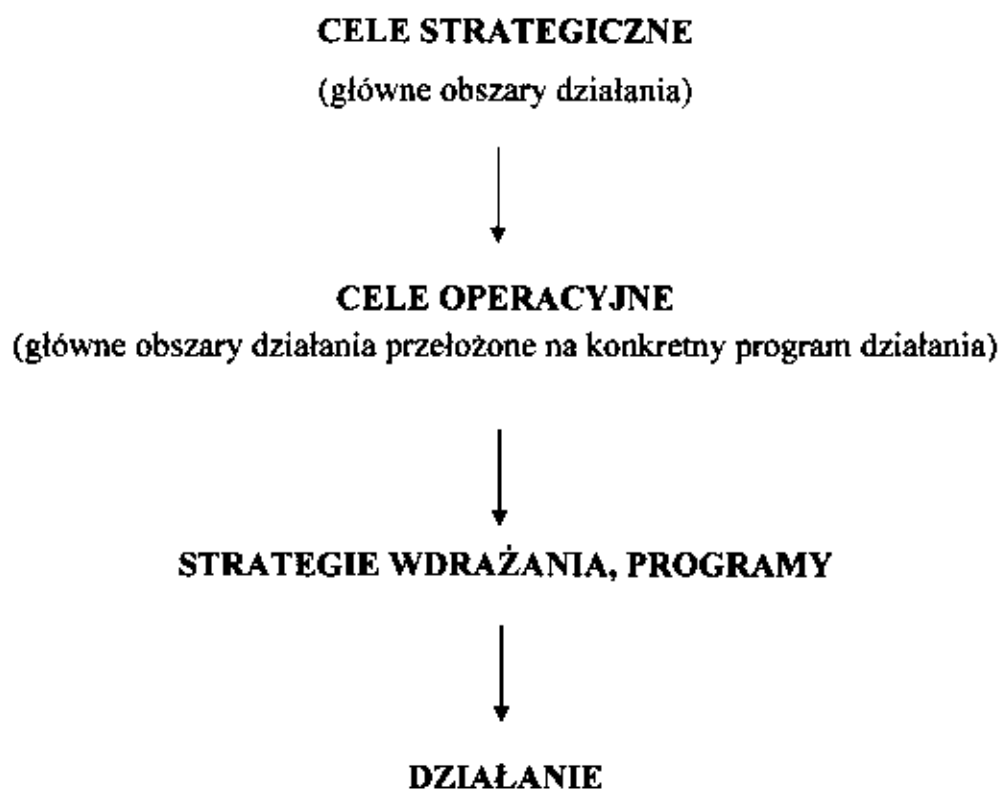 CELE STRATEGICZNE
(główne obszary działania)
CELE OPERACYJNE
(główne obszary działania przełożone na konkretny program działania)
STRATEGIE WDRAŻANIA, PROGRAMY
DZIAŁANIE